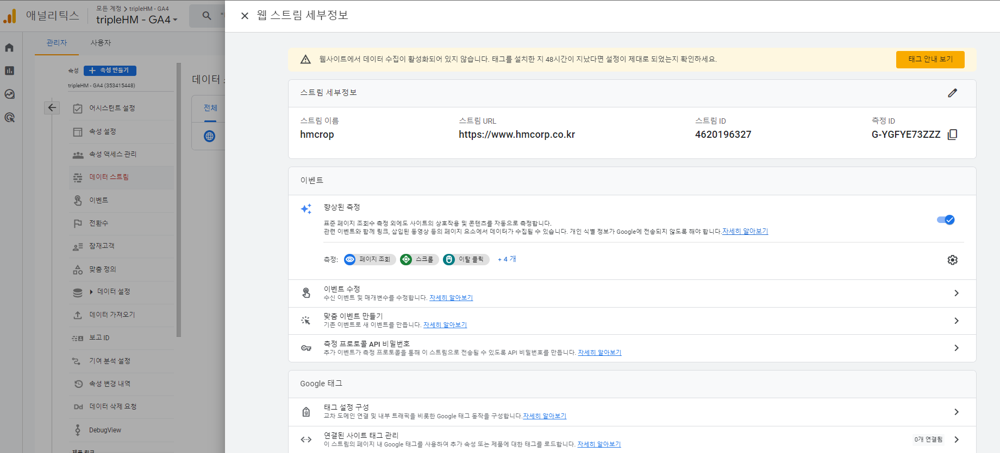 애널리틱스
모든 계정 > tripleHM - GA4
tripleHM - GA4
관리자
사용자
속성
+ 속성 만들기
tripleHM - GA4 (353415448)
어시스턴트 설정
속성 설정
속성 액세스 관리
데이터 스트림
이벤트
전환수
잠재고객
맞춤 정의
데이터 설정
데이터 가져오기
보고 ID
기여 분석 설정
속성 변경 내역
Dd 데이터 삭제 요청
DebugView
제품 링크
데이터
전체
웹 스트림 세부정보
웹사이트에서 데이터 수집이 활성화되어 있지 않습니다. 태그를 설치한 지 48시간이 지났다면 설정이 제대로 되었는지 확인하세요.
태그 안내 보기
스트림 세부정보
스트림 이름
hmcrop
스트림 URL
https://www.hmcorp.co.kr
스트림 ID
4620196327
측정 ID
G-YGFYE73ZZZ
이벤트
향상된 측정
표준 페이지 조회수 측정 외에도 사이트의 상호작용 및 콘텐츠를 자동으로 측정합니다.
관련 이벤트와 함께 링크, 삽입된 동영상 등의 페이지 요소에서 데이터가 수집될 수 있습니다. 개인 식별 정보가 Google에 전송되지 않도록 해야 합니다.자세히 알아보기
측정: 페이지 조회 스크롤 이탈 클릭 + 4 개
이벤트 수정
수신 이벤트 및 매개변수를 수정합니다. 자세히 알아보기
맞춤 이벤트 만들기
기존 이벤트로 새 이벤트를 만듭니다. 자세히 알아보기
측정 프로토콜 API 비밀번호
추가 이벤트가 측정 프로토콜을 통해 이 스트림으로 전송될 수 있도록 API 비밀번호를 만듭니다. 자세히 알아보기
Google 태그
태그 설정 구성
교차 도메인 연결 및 내부 트래픽을 비롯한 Google 태그 동작을 구성합니다.자세히 알아보기
연결된 사이트 태그 관리
이 스트림의 페이지 내 Google 태그를 사용하여 추가 속성 또는 제품에 대한 태그를 로드합니다. 자세히 알아보기
0개 연결됨